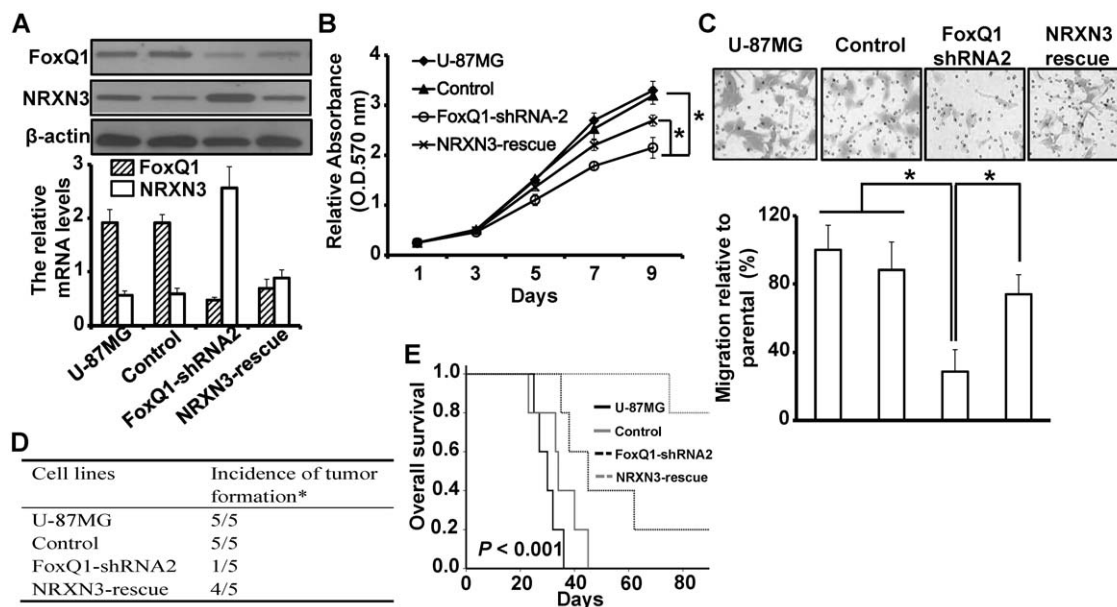 A
FoxQ1
NRXN3
β-actin
The relative
mRNA levels
2
1
0
FoxQ1
NRXN3
U-87MG
Control
FoxQ1-shRNA2
NRXN3-rescue
B
Relative Absorbance
(O.D.570 nm)
4
3
2
1
0
U-87MG
Control
FoxQ1-shRNA-2
NRXN3-rescue
*
*
1 3 5 7 9
Days
C
U-87MG
Control
FoxQ1
shRNA2
NRXN3
rescue
* *
Migration relative to
parental (%)
120
80
40
0
D
Cell lines Incidence of tumor
formation*
U-87MG 5/5
Control 5/5
FoxQ1-shRNA2 1/5
NRXN3-rescue 4/5
E
Overall survival
1.0
0.8
0.6
0.4
0.2
0.0
U-87MG
Control
FoxQ1-shRNA2
NRXN3-rescue
P < 0.001
0 20 40 60 80
Days